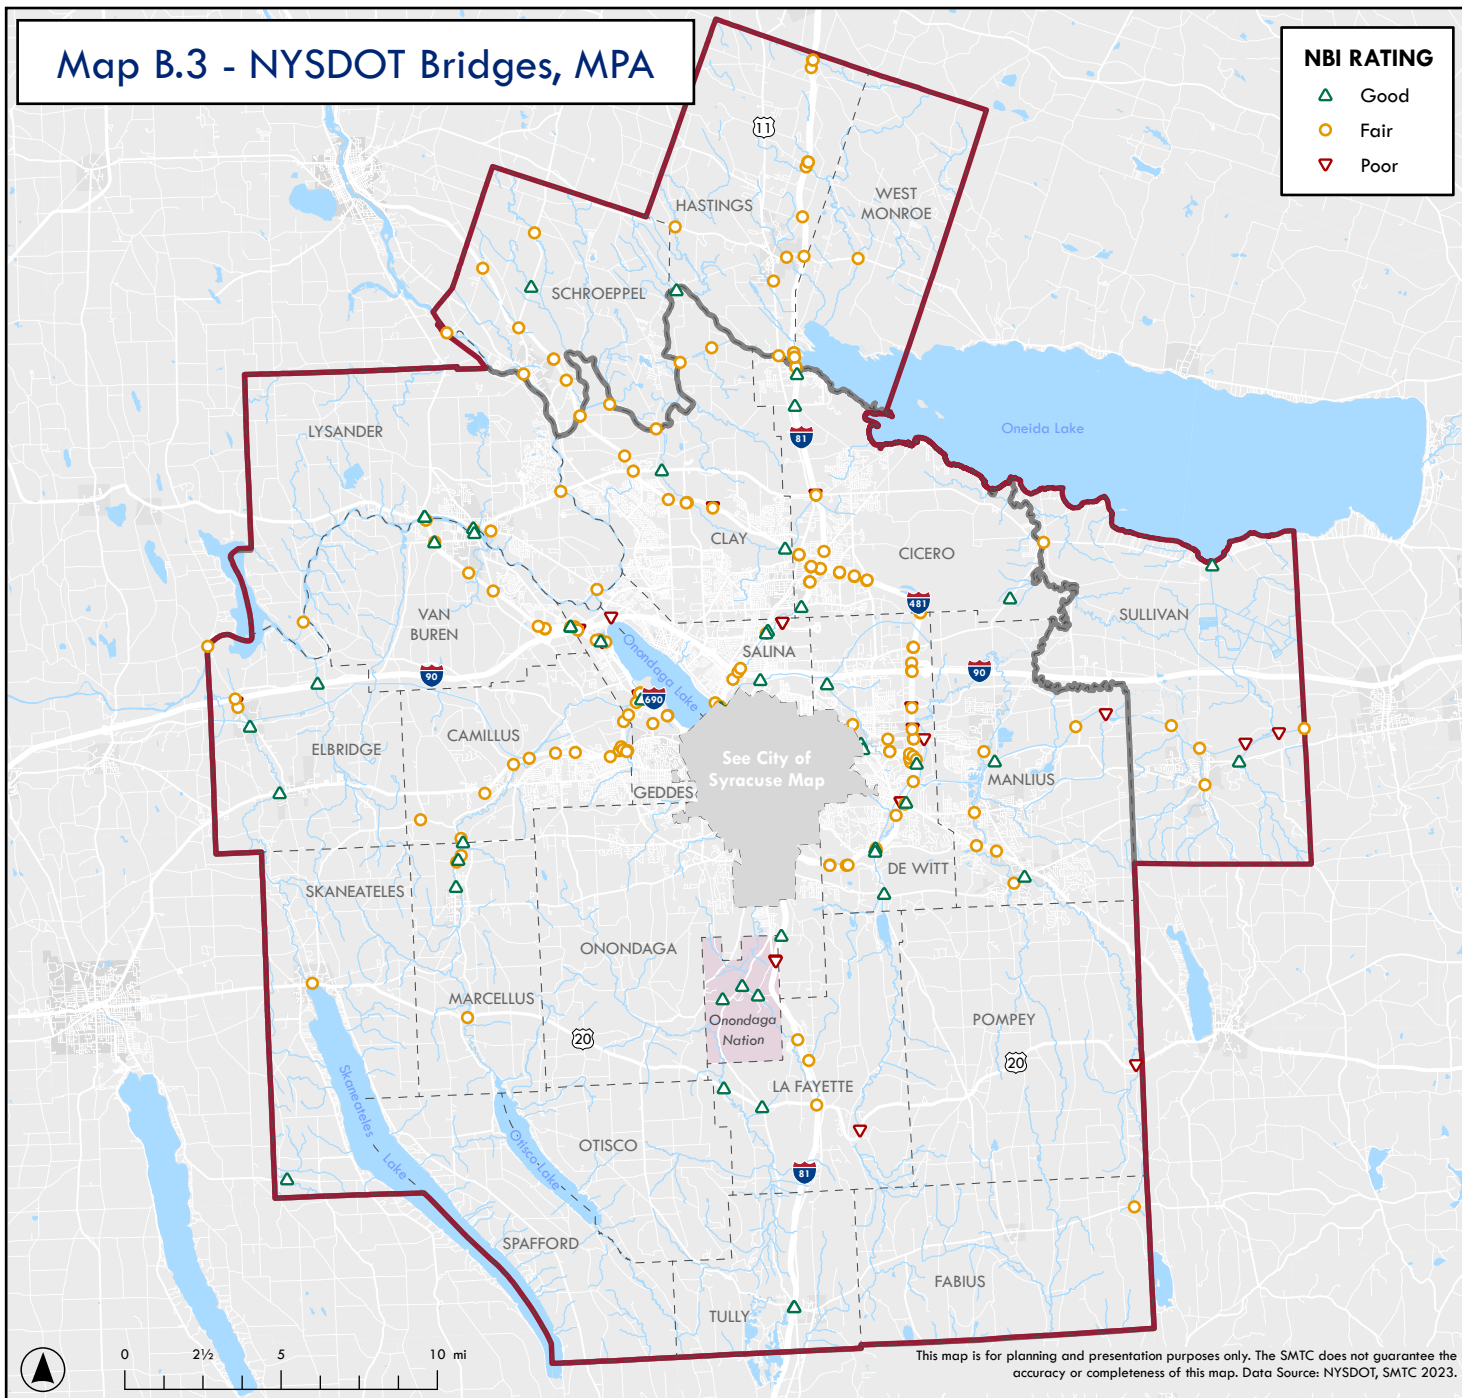 Map B.3 - NYSDOT Bridges, MPA
NBI RATING
Good
Fair
Poor
11
HASTINGS
WEST
MONROE
SCHROEPPEL
LYSANDER
81
Oneida Lake
CLAY
CICERO
481
VAN
BUREN
SULLIVAN
Onondaga Lake
SALINA
90
90
690
ELBRIDGE
CAMILLUS
See City of
Syracuse Map
MANLIUS
GEDDES
DE WITT
SKANEATELES
ONONDAGA
MARCELLUS
Onondaga
Nation
POMPEY
20
20
Skaneateles
Lake
LA FAYETTE
Otisco Lake
OTISCO
81
SPAFFORD
FABIUS
TULLY
0 2½ 5 10 mi
This map is for planning and presentation purposes only. The SMTC does not guarantee the
accuracy or completeness of this map. Data Source: NYSDOT, SMTC 2023.